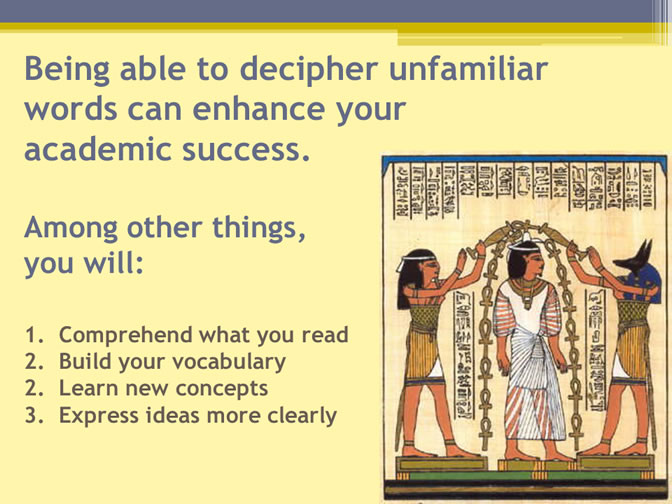 Being able to decipher unfamiliar
words can enhance your
academic success.
Among other things,
you will:
1. Comprehend what you read
2. Build your vocabulary
2. Learn new concepts
3. Express ideas more clearly